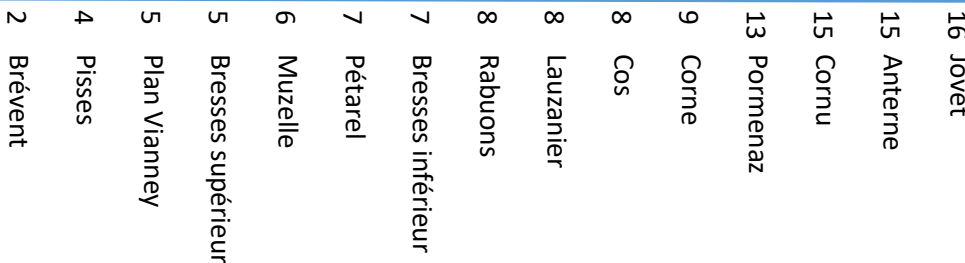 16 Jovet
15 Anterne
15 Cornu
13 Pormenaz
9 Corne
8 Cos
8 Lauzanier
8 Rabuons
7 Bresses inférieur
7 Pétarel
6 Muzelle
5 Bresses supérieur
5 Plan Vianney
4 Pisses
2 Brévent